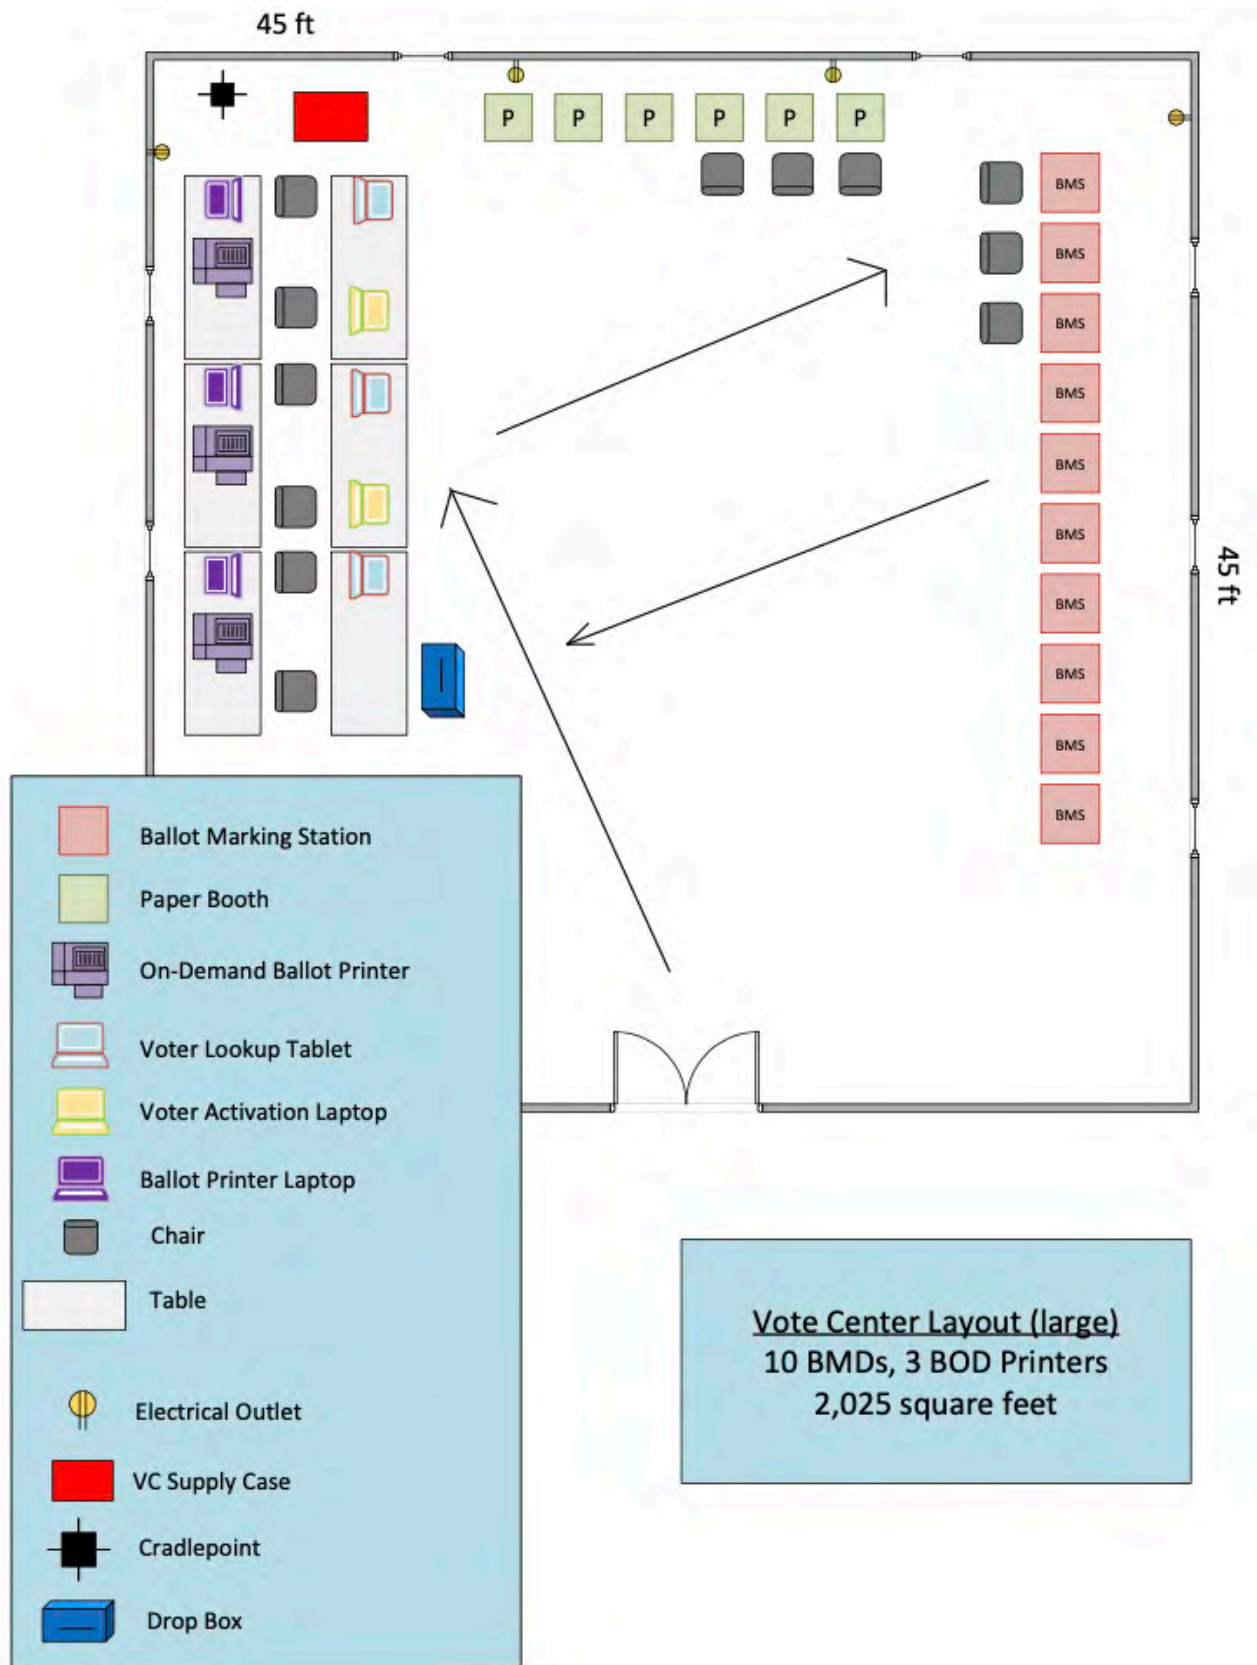 45 ft
P P P P P P
BMS
BMS
BMS
BMS
BMS
BMS
BMS
BMS
BMS
BMS
45 ft
Ballot Marking Station
Paper Booth
On-Demand Ballot Printer
Voter Lookup Tablet
Voter Activation Laptop
Ballot Printer Laptop
Chair
Table
Electrical Outlet
VC Supply Case
Cradlepoint
Drop Box
Vote Center Layout (large)
10 BMDs, 3 BOD Printers
2,025 square feet